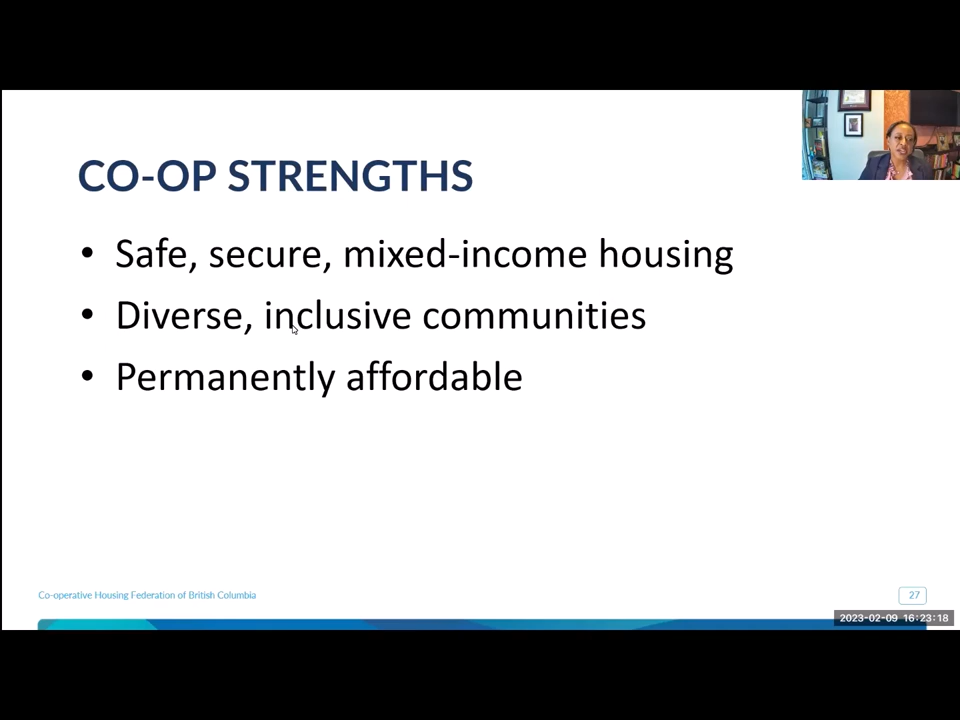 CO-OP STRENGTHS
• Safe, secure, mixed-income housing
• Diverse, inclusive communities
• Permanently affordable
Co-operative Housing Federation of British Columbia
27
2023-02-09 16:23:18